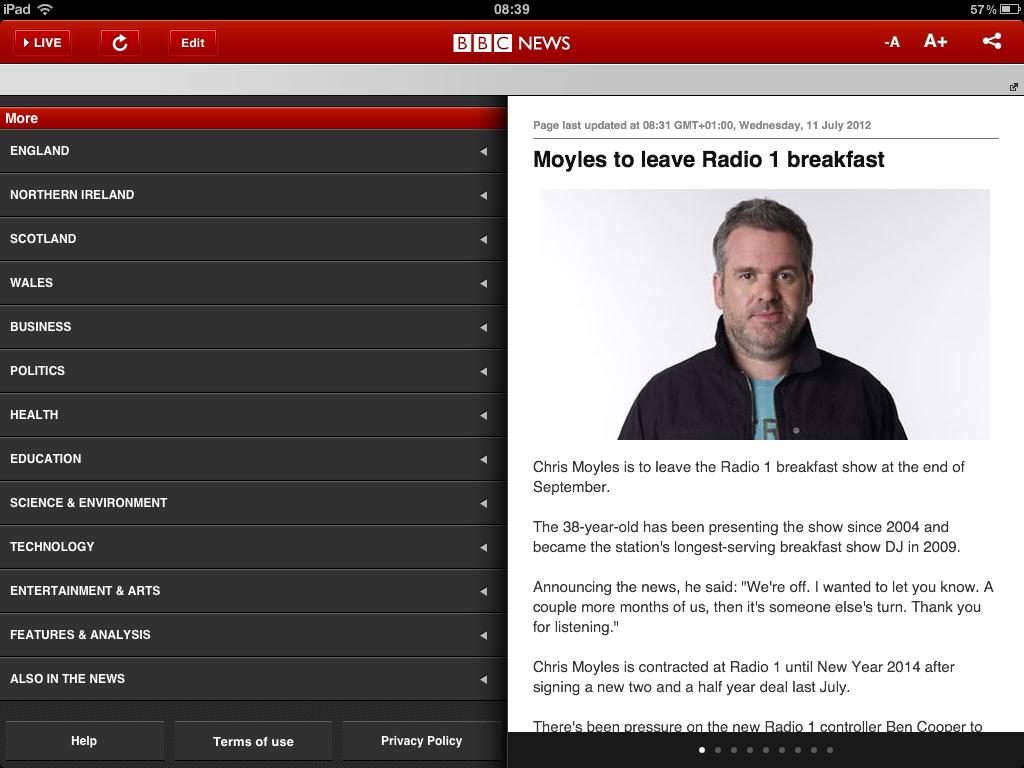 iPad 08:39 57%
LIVE Edit BBC NEWS -A A+
More
ENGLAND
NORTHERN IRELAND
SCOTLAND
WALES
BUSINESS
POLITICS
HEALTH
EDUCATION
SCIENCE & ENVIRONMENT
TECHNOLOGY
ENTERTAINMENT & ARTS
FEATURES & ANALYSIS
ALSO IN THE NEWS
Help Terms of use Privacy Policy
Page last updated at 08:31 GMT+01:00, Wednesday, 11 July 2012
Moyles to leave Radio 1 breakfast
Chris Moyles is to leave the Radio 1 breakfast show at the end of
September.
The 38-year-old has been presenting the show since 2004 and
became the station's longest-serving breakfast show DJ in 2009.
Announcing the news, he said: "We're off. I wanted to let you know. A
couple more months of us, then it's someone else's turn. Thank you
for listening."
Chris Moyles is contracted at Radio 1 until New Year 2014 after
signing a new two and a half year deal last July.
There's been pressure on the new Radio 1 controller Ben Cooper to